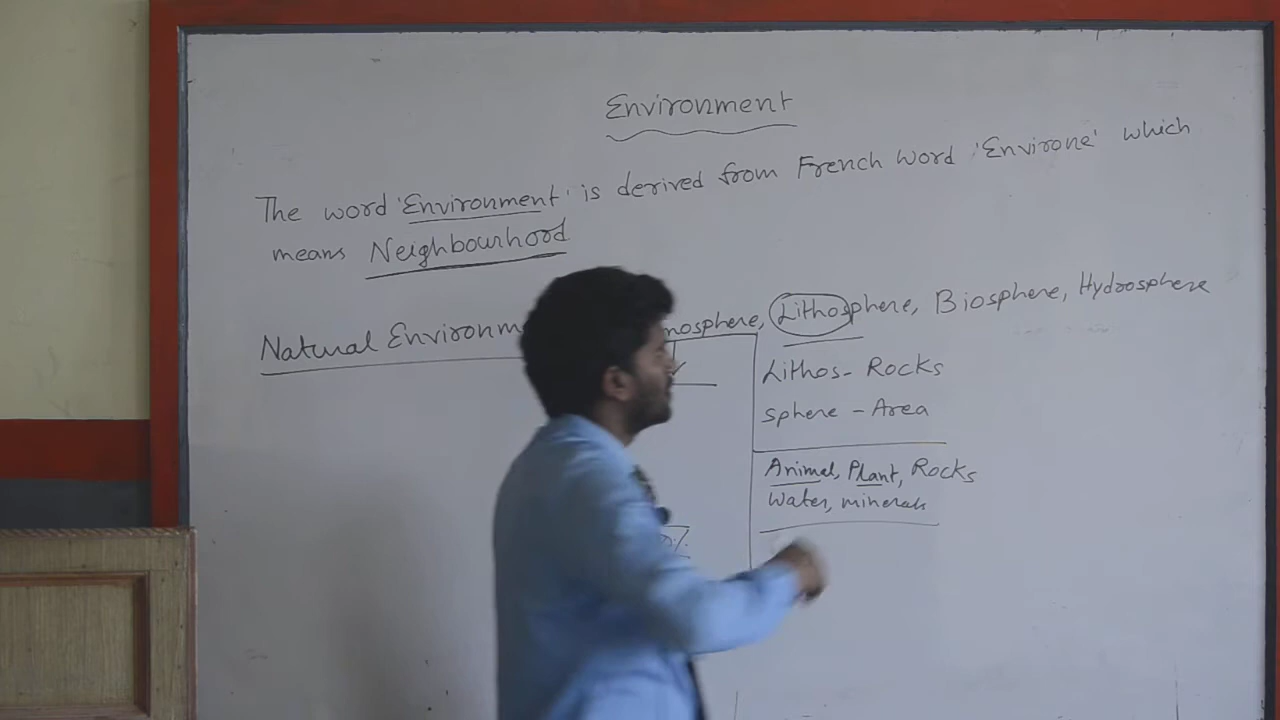 Environment
The word 'Environment' is derived from French word 'Environe' which
means Neighbourhood
Natural Environm nosphere, Lithosphere, Biosphere, Hydrosphere
Lithos - Rocks
sphere - Area
Animal, Plant, Rocks
Water, minerals